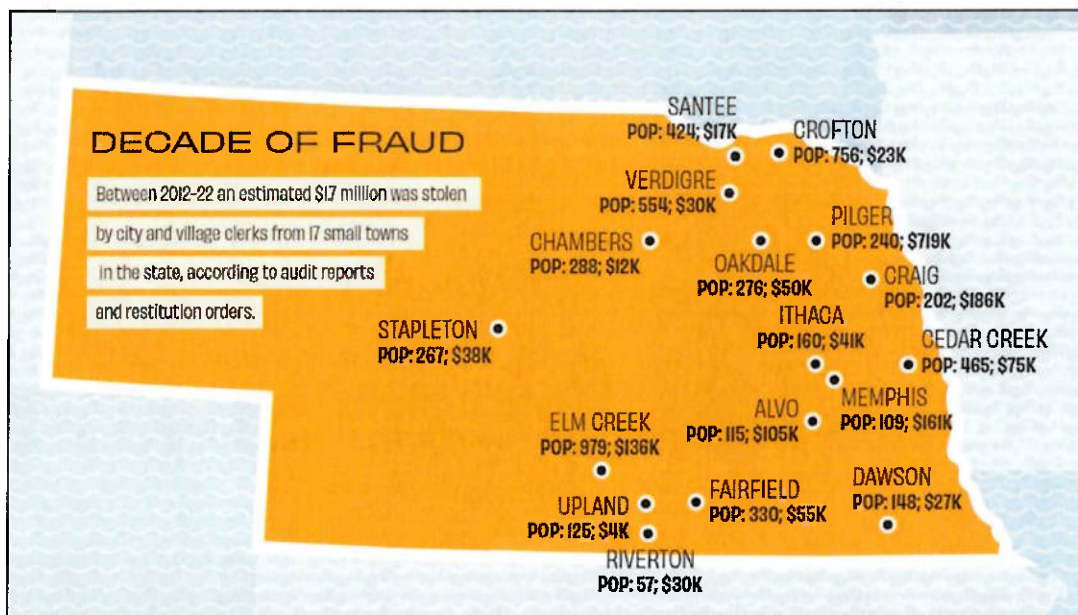 DECADE OF FRAUD
Between 2012-22 an estimated $1.7 million was stolen
by city and village clerks from 17 small towns
in the state, according to audit reports
and restitution orders.
SANTEE
POP: 424; $17K
CROFTON
POP: 756; $23K
VERDIGRE
POP: 554; $30K
CHAMBERS
POP: 288; $12K
OAKDALE
POP: 276; $50K
PILGER
POP: 240; $719K
CRAIG
POP: 202; $186K
STAPLETON
POP: 267; $38K
ITHACA
POP: 160; $41K
CEDAR CREEK
POP: 465; $75K
MEMPHIS
POP: 109; $161K
ALVO
POP: 115; $105K
ELM CREEK
POP: 979; $136K
UPLAND
POP: 125; $4K
FAIRFIELD
POP: 330; $55K
DAWSON
POP: 148; $27K
RIVERTON
POP: 57; $30K